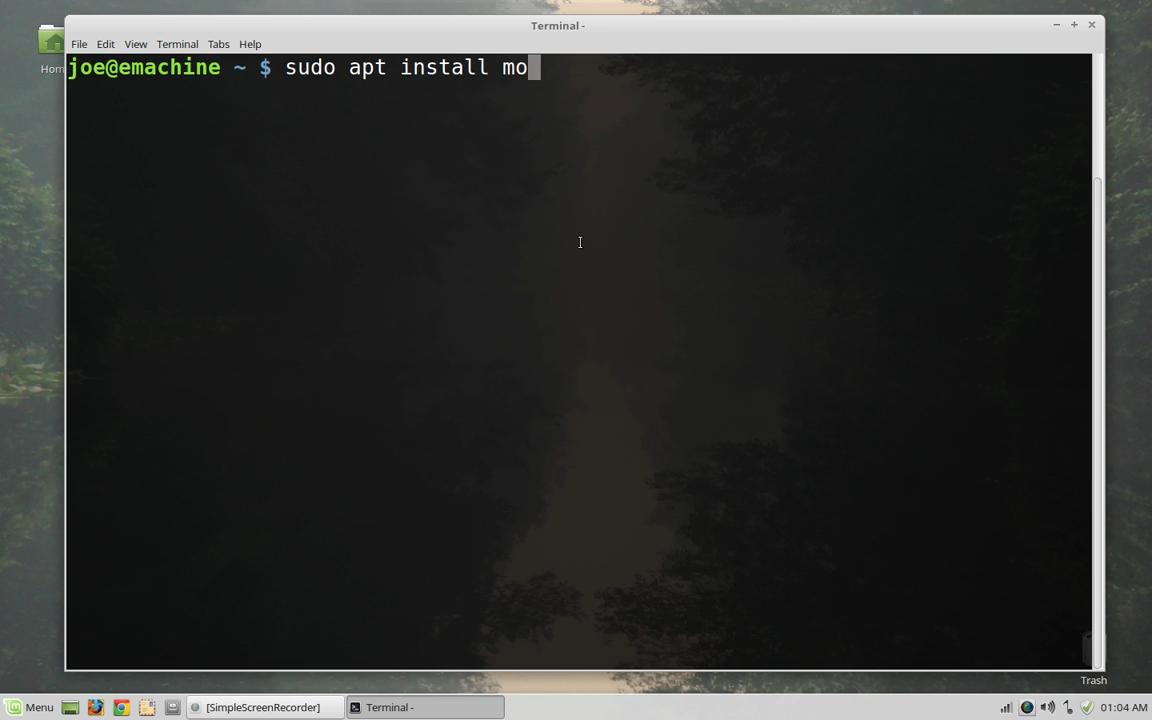 Terminal -
File Edit View Terminal Tabs Help
joe@emachine ~ $ sudo apt install mo
Trash
Menu [SimpleScreenRecorder] Terminal - 01:04 AM